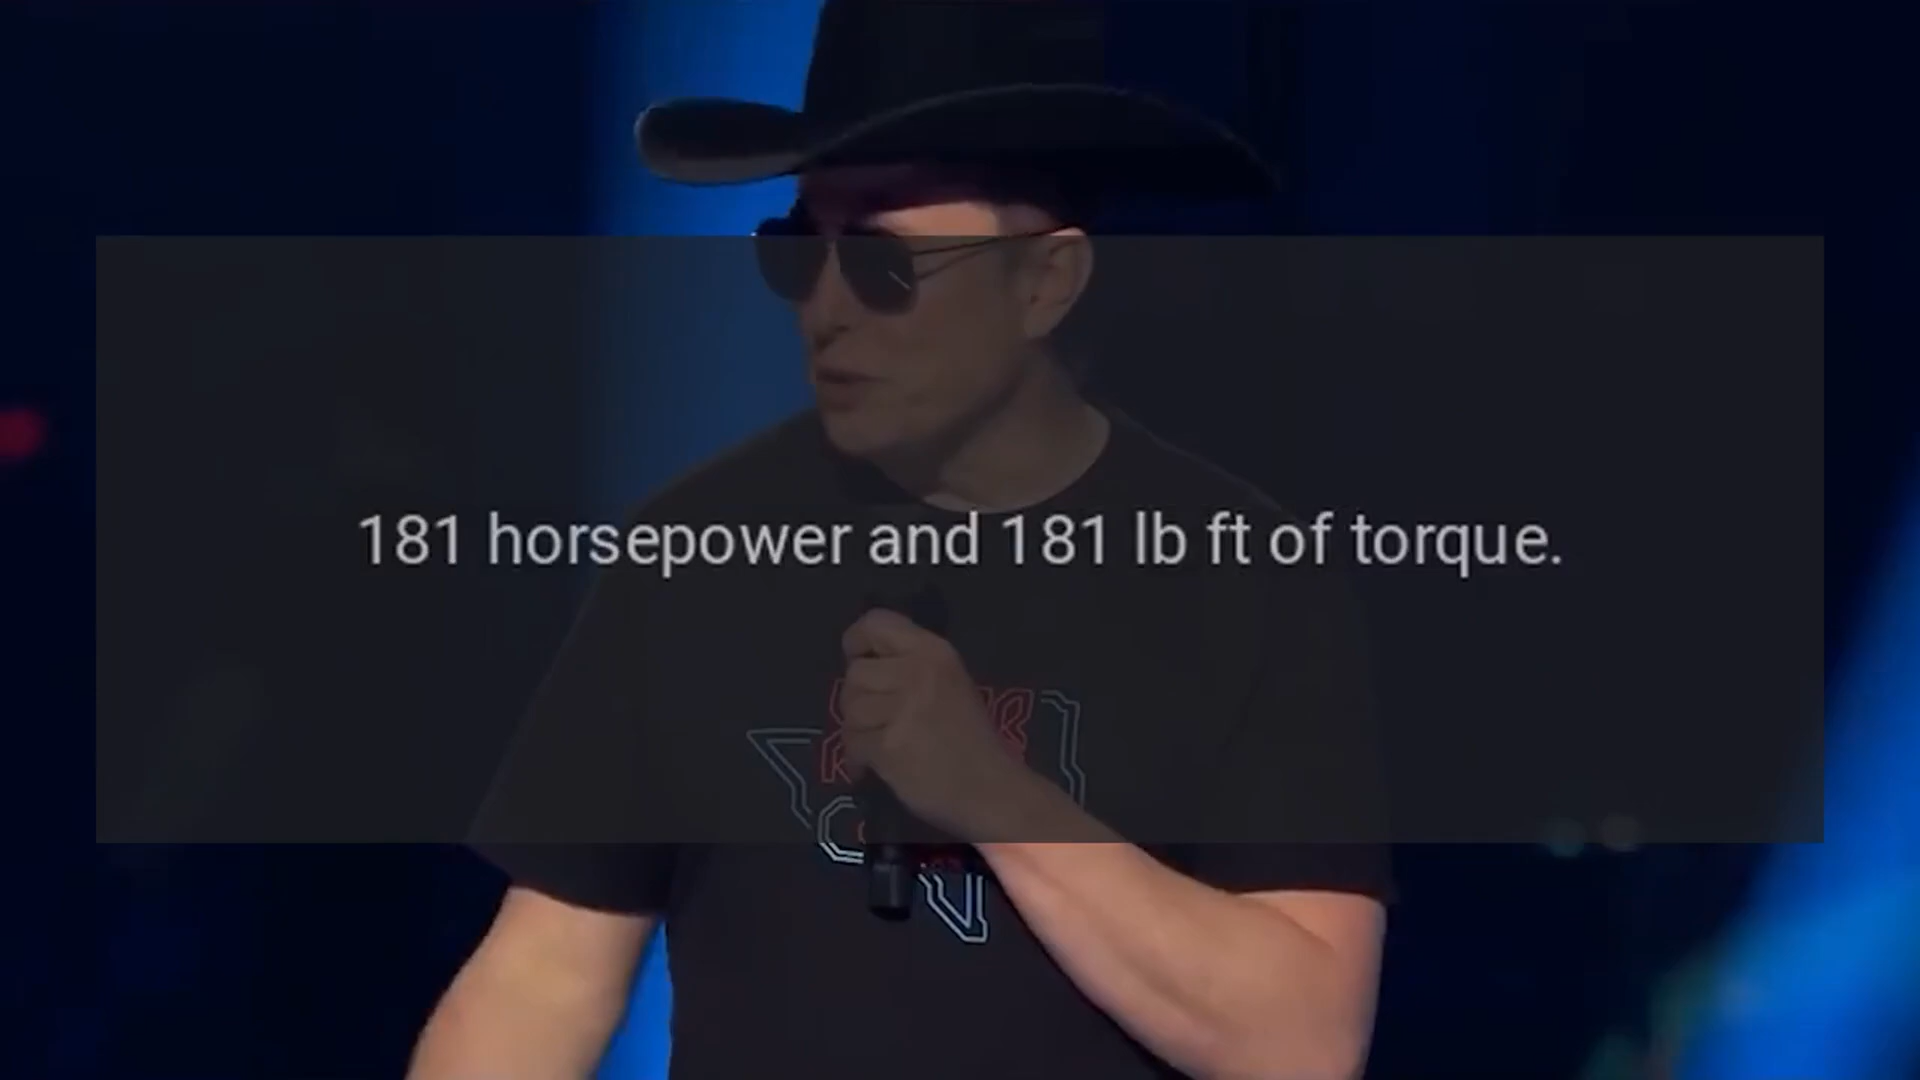 181 horsepower and 181 lb ft of torque.